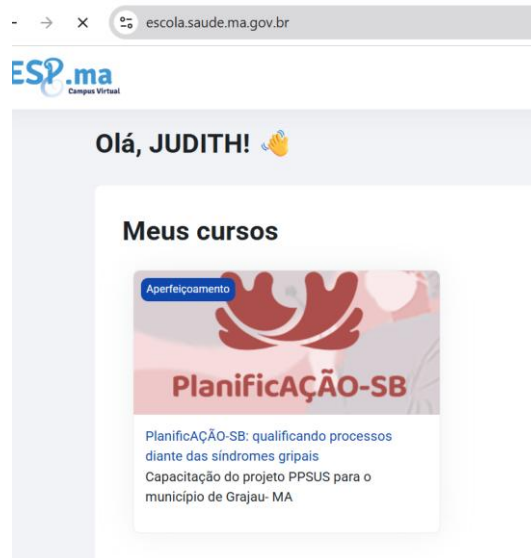 escola.saude.ma.gov.br
ESP.ma
Campus Virtual
Olá, JUDITH! 👋
Meus cursos
Aperfeiçoamento
PlanificAÇÃO-SB
PlanificAÇÃO-SB: qualificando processos
diante das síndromes gripais
Capacitação do projeto PPSUS para o
município de Grajau- MA